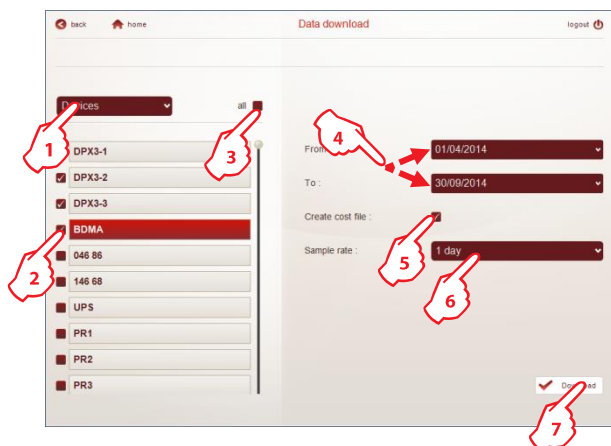 back home Data download logout
Devices all
DPX3-1
DPX3-2
DPX3-3
BDMA
046 86
146 68
UPS
PR1
PR2
PR3
From
01/04/2014
To :
30/09/2014
Create cost file :
Sample rate :
1 day
Download
1
2
3
4
5
6
7